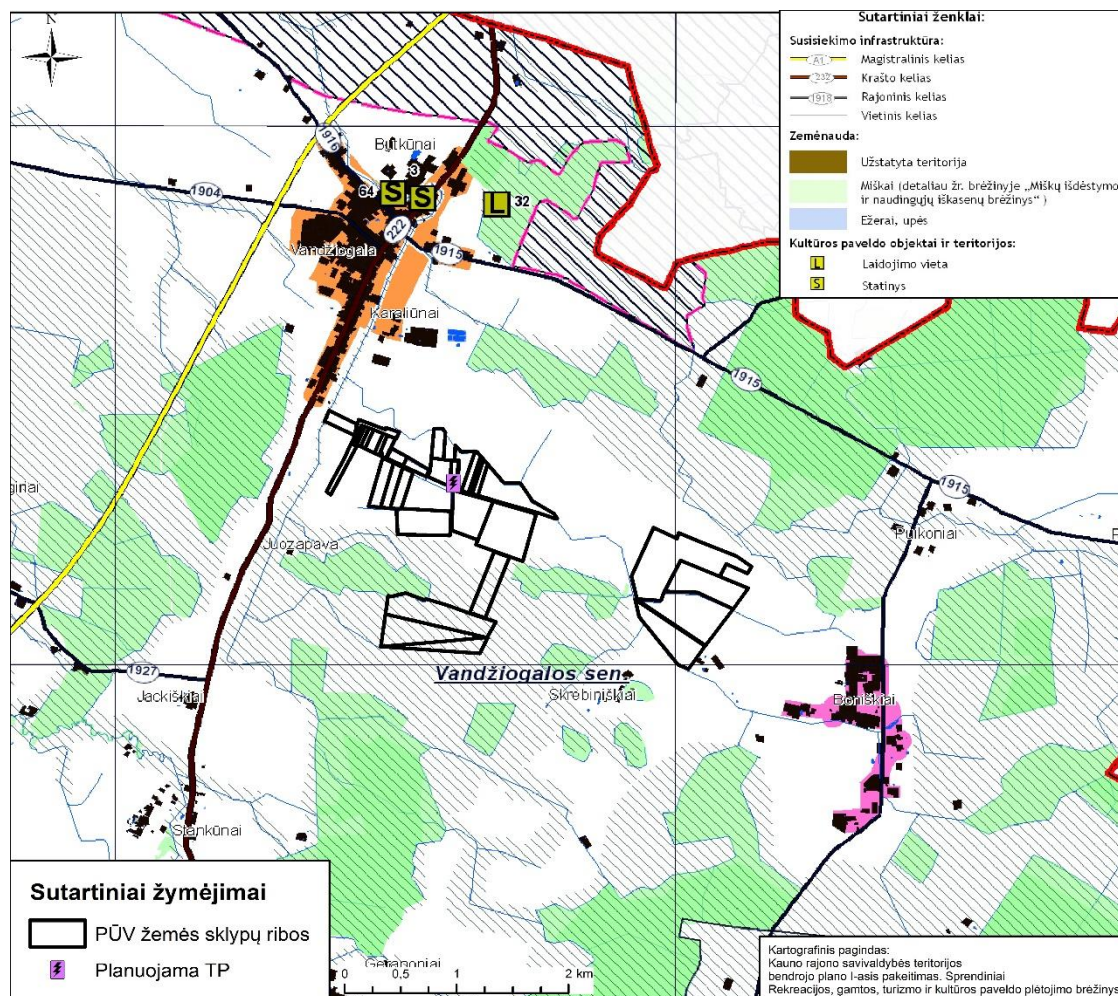 N
Sutartiniai ženklai:
Susisiekimo infrastruktūra:
A1 Magistralinis kelias
232 Krašto kelias
1918 Rajoninis kelias
Vietinis kelias
Zemėnauda:
Užstatyta teritorija
Miškai (detaliau žr. brėžinyje „Miškų išdėstymo
ir naudingųjų iškasenų brėžinys“ )
Ežerai, upės
Kultūros paveldo objektai ir teritorijos:
L Laidojimo vieta
S Statinys
1916
Butkūnai
3
64
S
S
L
32
1904
222
Vandžiogala
1915
Karaliūnai
1915
1915
Puikoniai
Juozapava
Vandžiogalos sen.
Skrebiniškiai
1927
Jackiškiai
Boniškiai
Stankūnai
Sutartiniai žymėjimai
PŪV žemės sklypų ribos
Planuojama TP
0 0,5 1 2 km
Kartografinis pagindas:
Kauno rajono savivaldybės teritorijos
bendrojo plano I-asis pakeitimas. Sprendiniai
Rekreacijos, gamtos, turizmo ir kultūros paveldo plėtojimo brėžinys